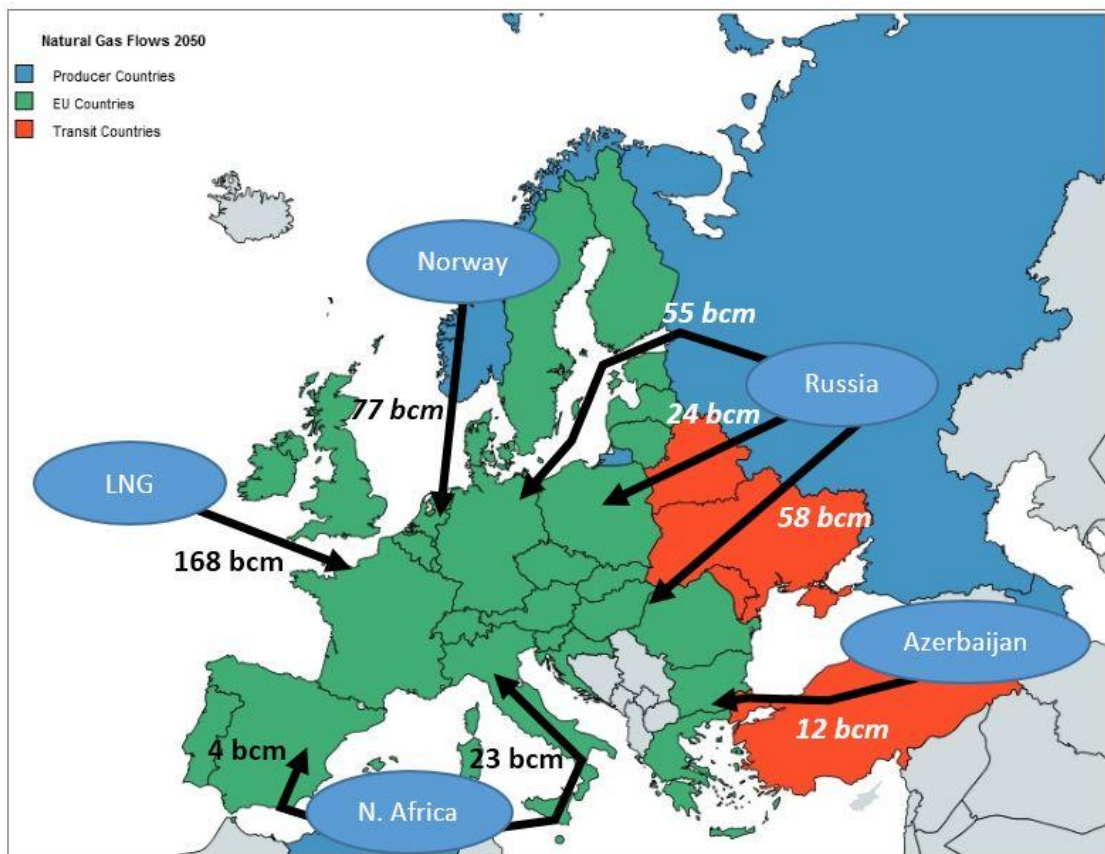 Natural Gas Flows 2050
Producer Countries
EU Countries
Transit Countries
Norway
55 bcm
Russia
77 bcm
24 bcm
LNG
58 bcm
168 bcm
Azerbaijan
12 bcm
4 bcm
23 bcm
N. Africa